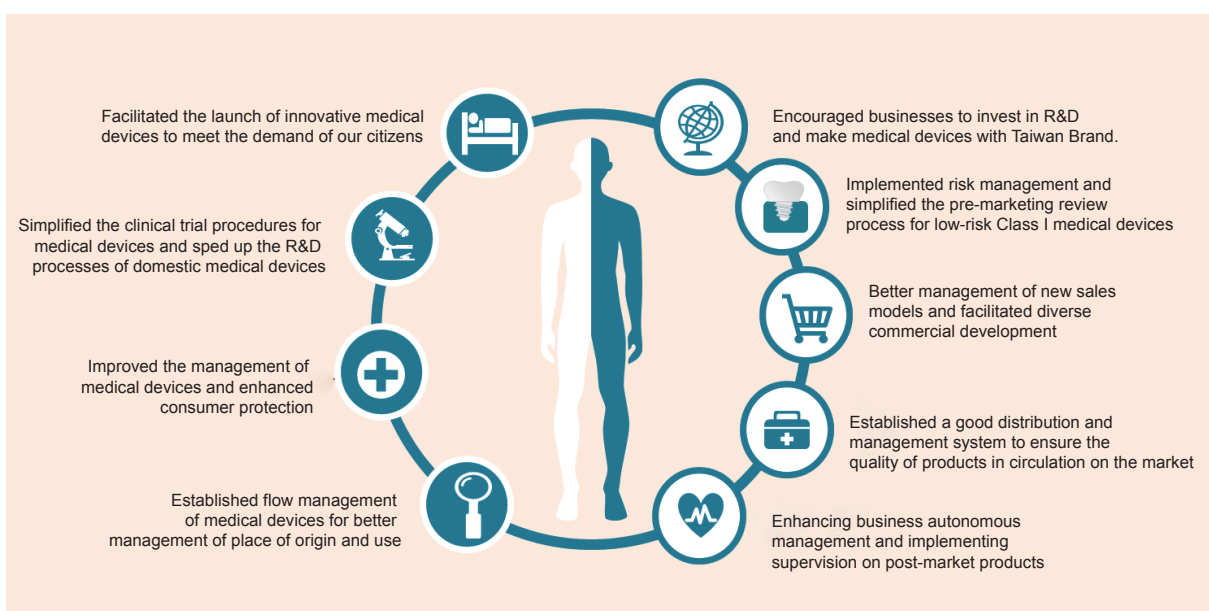 Facilitated the launch of innovative medical
devices to meet the demand of our citizens
Simplified the clinical trial procedures for
medical devices and sped up the R&D
processes of domestic medical devices
Improved the management of
medical devices and enhanced
consumer protection
Established flow management
of medical devices for better
management of place of origin and use
Encouraged businesses to invest in R&D
and make medical devices with Taiwan Brand.
Implemented risk management and
simplified the pre-marketing review
process for low-risk Class I medical devices
Better management of new sales
models and facilitated diverse
commercial development
Established a good distribution and
management system to ensure the
quality of products in circulation on the market
Enhancing business autonomous
management and implementing
supervision on post-market products